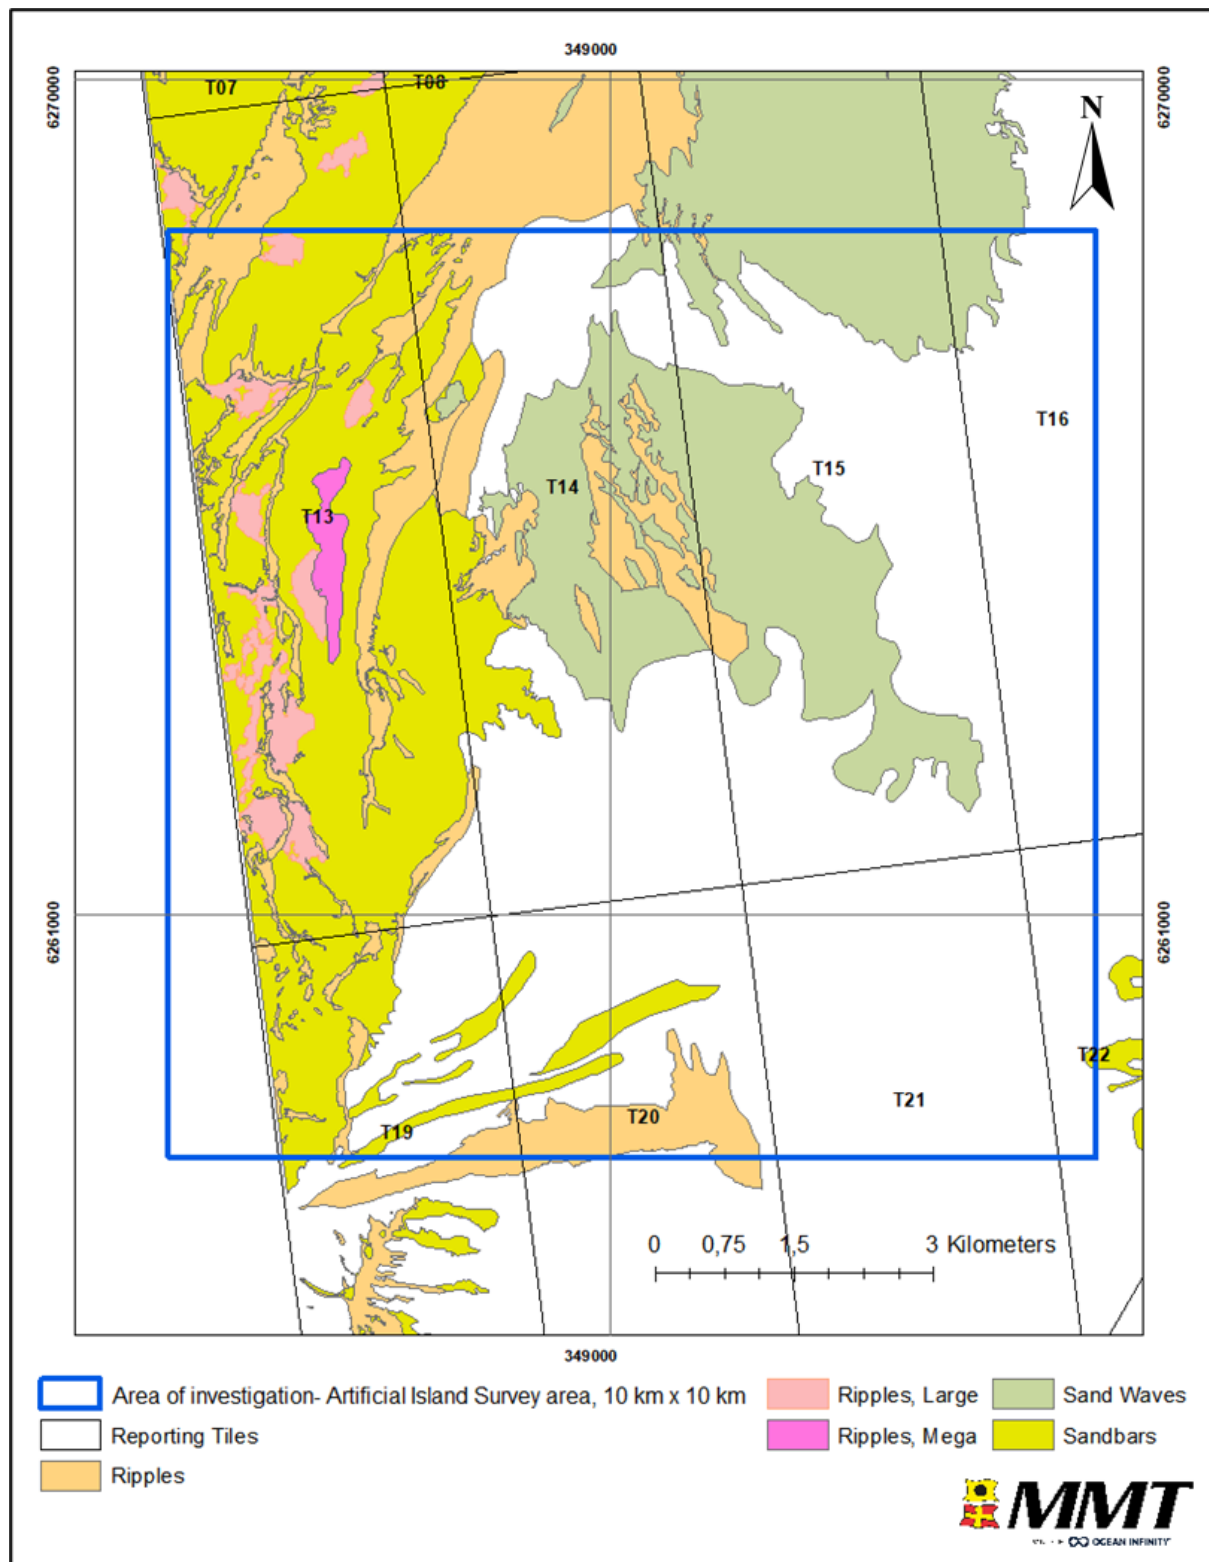 349000
T07
T08
6270000
6270000
N
T16
T15
T14
T13
6261000
6261000
T22
T21
T20
T19
0 0,75 1,5 3 Kilometers
349000
Area of investigation- Artificial Island Survey area, 10 km x 10 km
Reporting Tiles
Ripples
Ripples, Large
Ripples, Mega
Sand Waves
Sandbars
MMT
OCEAN INFINITY